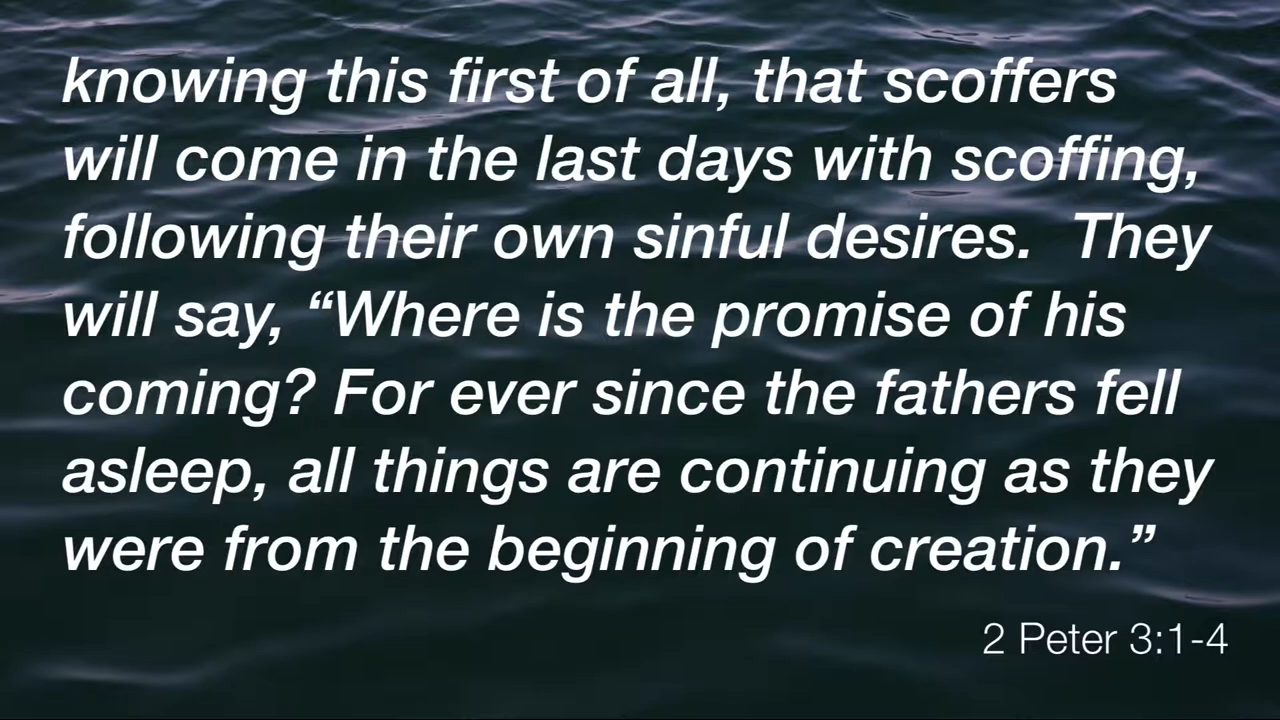 knowing this first of all, that scoffers
will come in the last days with scoffing,
following their own sinful desires.  They
will say, “Where is the promise of his
coming? For ever since the fathers fell
asleep, all things are continuing as they
were from the beginning of creation.”
2 Peter 3:1-4